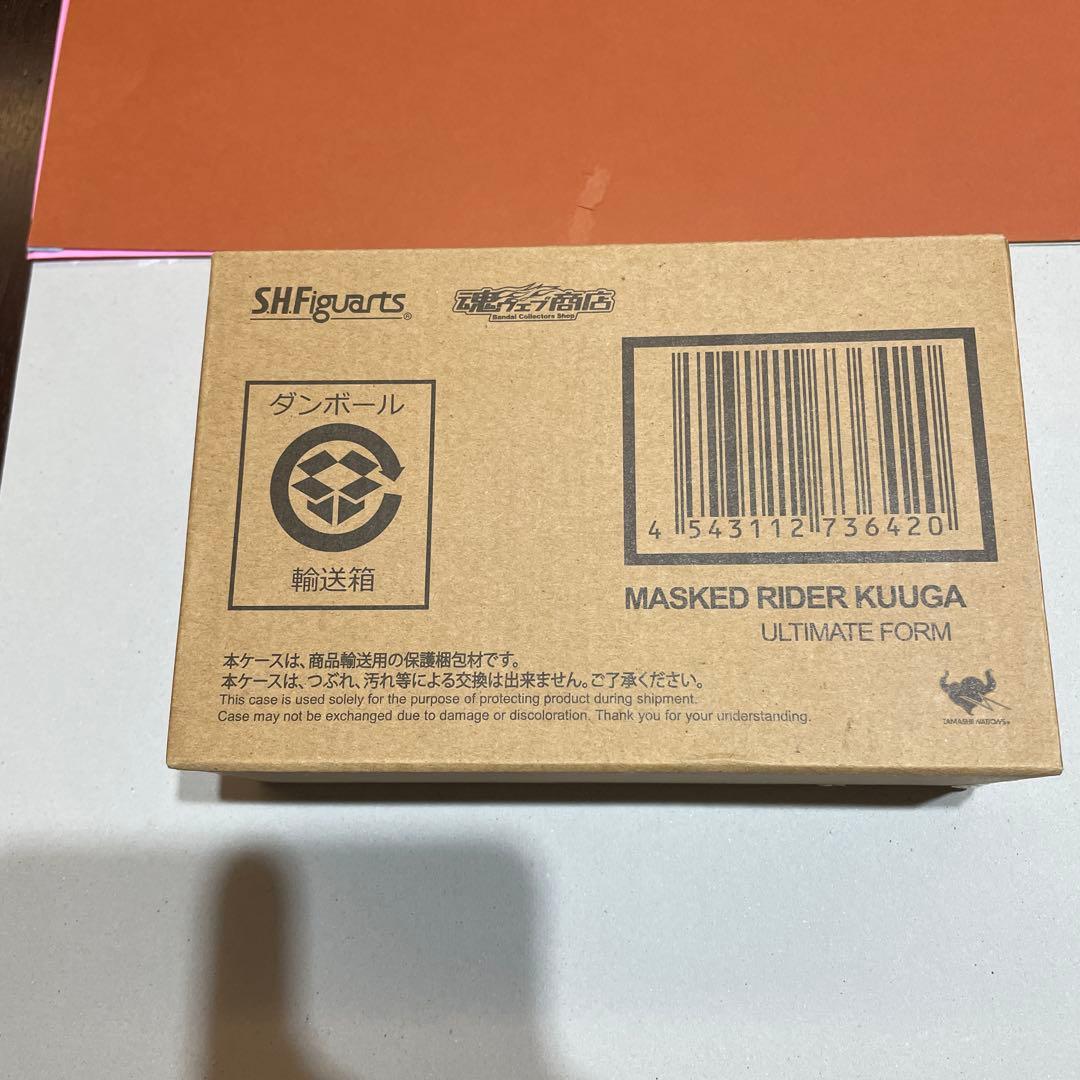 S.H.Figuarts®
魂ウェブ商店
Bandai Collectors Shop
ダンボール
輸送箱
4 543112 736420
MASKED RIDER KUUGA
ULTIMATE FORM
本ケースは、商品輸送用の保護梱包材です。
本ケースは、つぶれ、汚れ等による交換は出来ません。ご了承ください。
This case is used solely for the purpose of protecting product during shipment.
Case may not be exchanged due to damage or discoloration. Thank you for your understanding.
TAMASHII NATIONS®